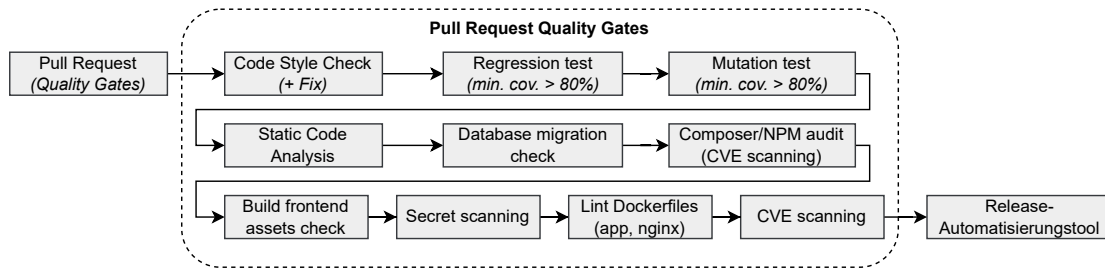 Pull Request Quality Gates
Pull Request
(Quality Gates)
Code Style Check
(+ Fix)
Regression test
(min. cov. > 80%)
Mutation test
(min. cov. > 80%)
Static Code
Analysis
Database migration
check
Composer/NPM audit
(CVE scanning)
Build frontend
assets check
Secret scanning
Lint Dockerfiles
(app, nginx)
CVE scanning
Release-
Automatisierungstool